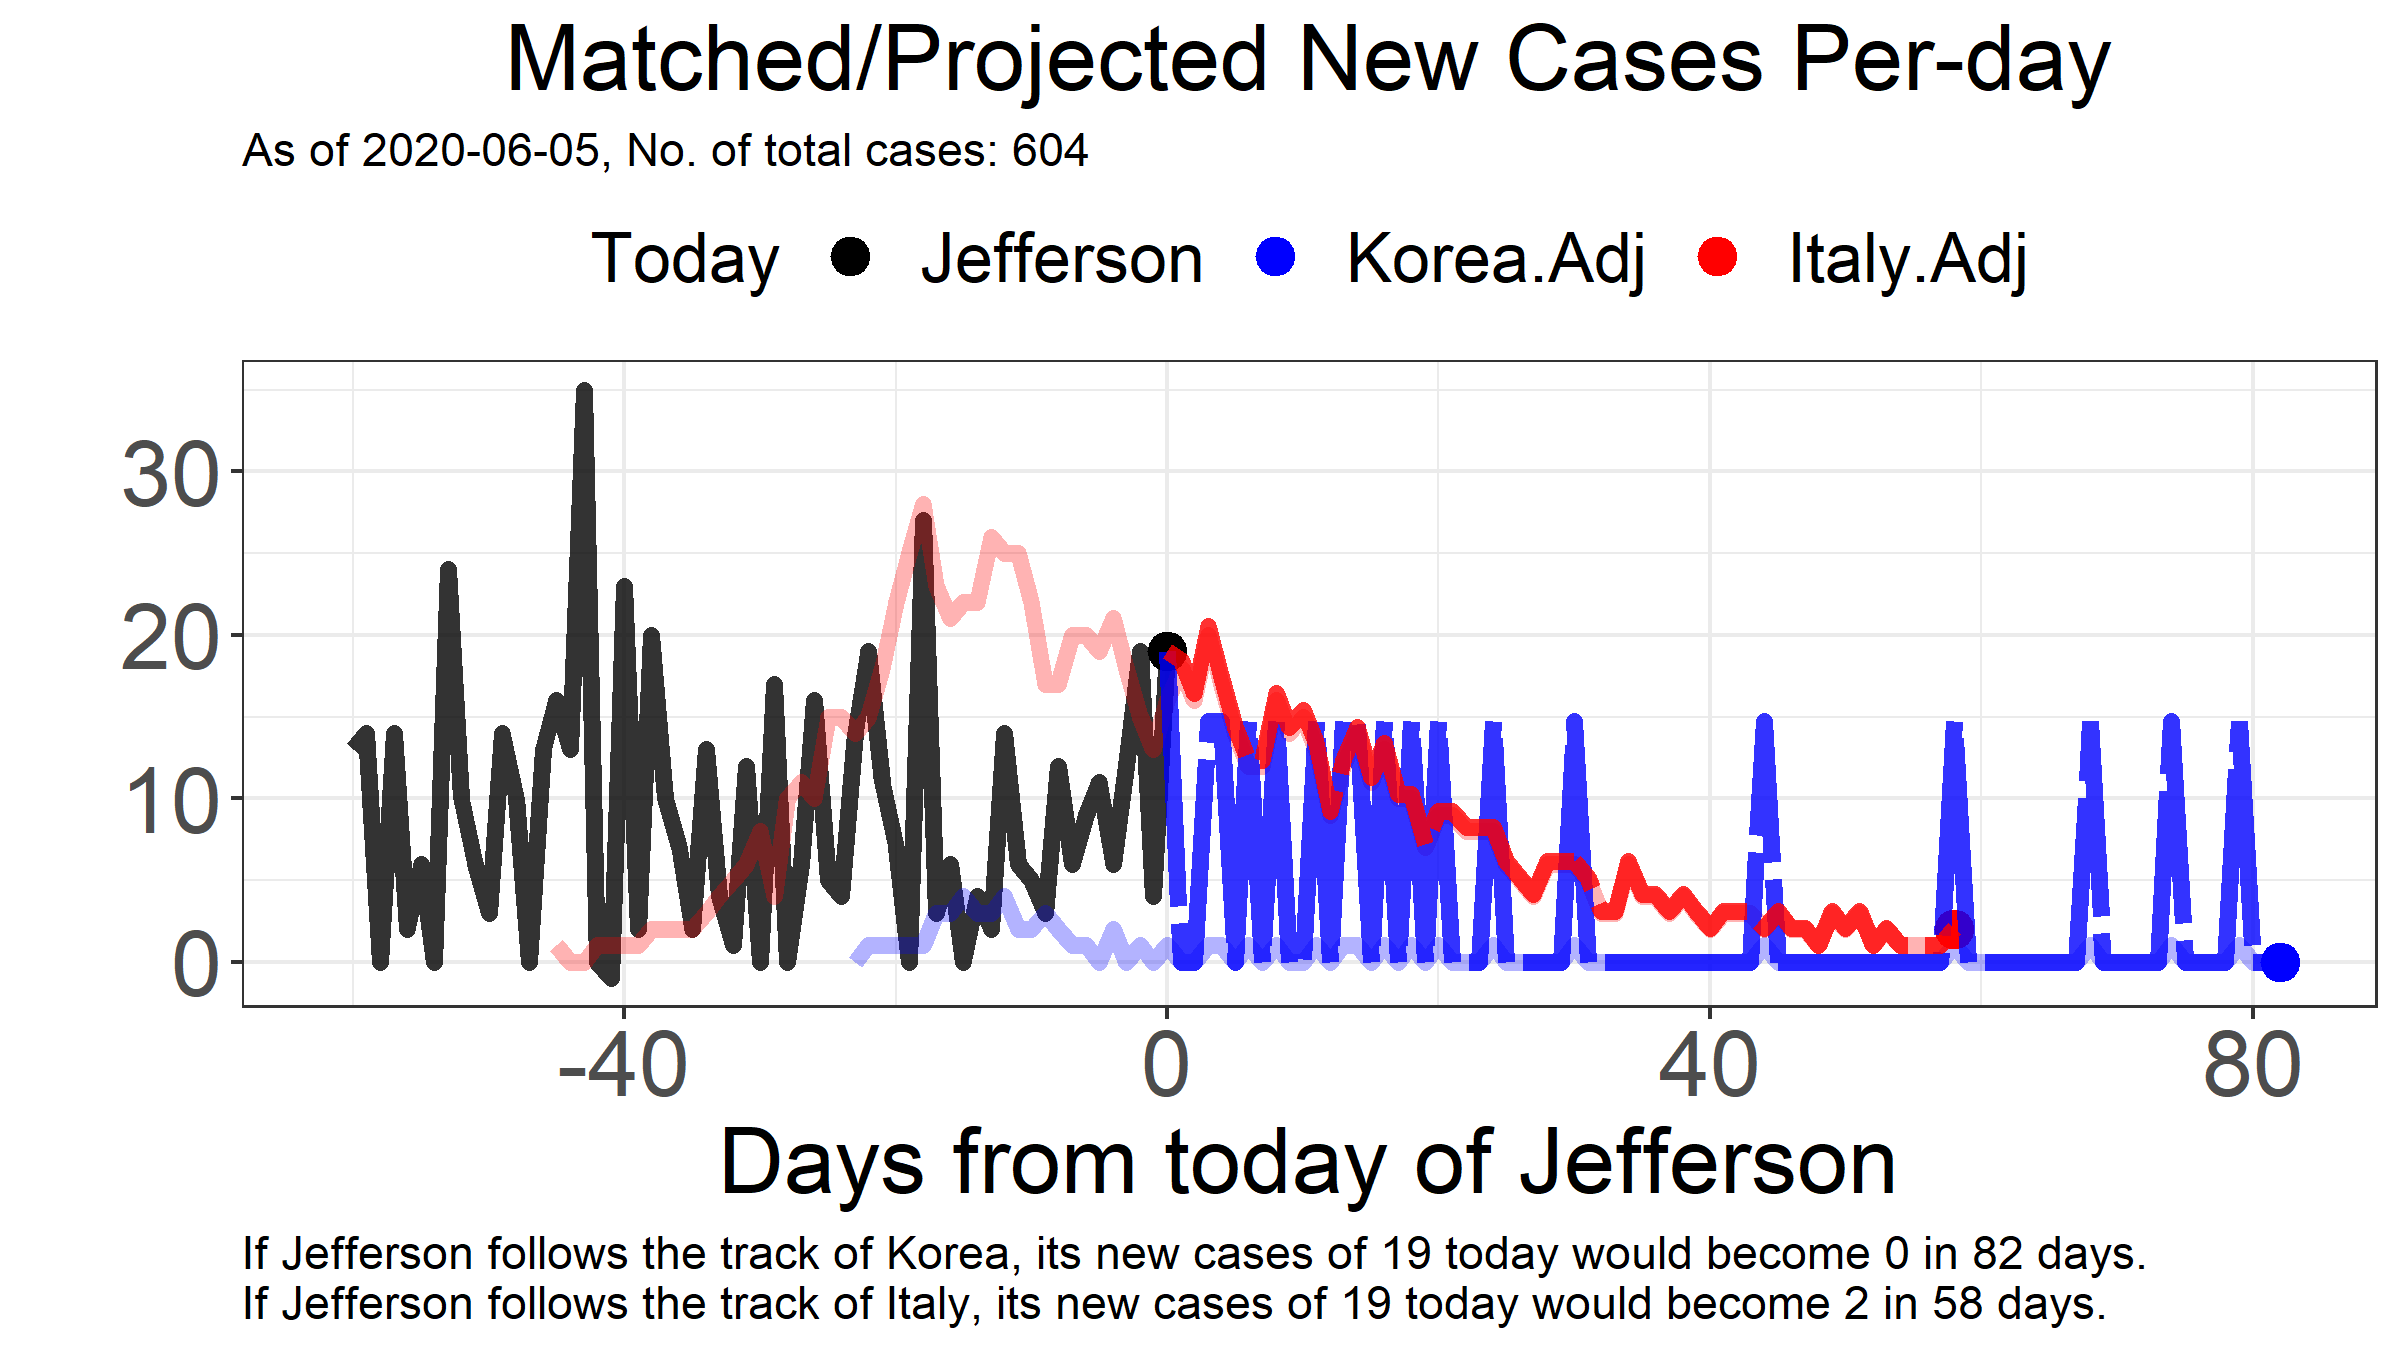 Matched/Projected New Cases Per-day
As of 2020-06-05, No. of total cases: 604
Today Jefferson Korea.Adj Italy.Adj
30
20
10
0
-40 0 40 80
Days from today of Jefferson
If Jefferson follows the track of Korea, its new cases of 19 today would become 0 in 82 days.
If Jefferson follows the track of Italy, its new cases of 19 today would become 2 in 58 days.